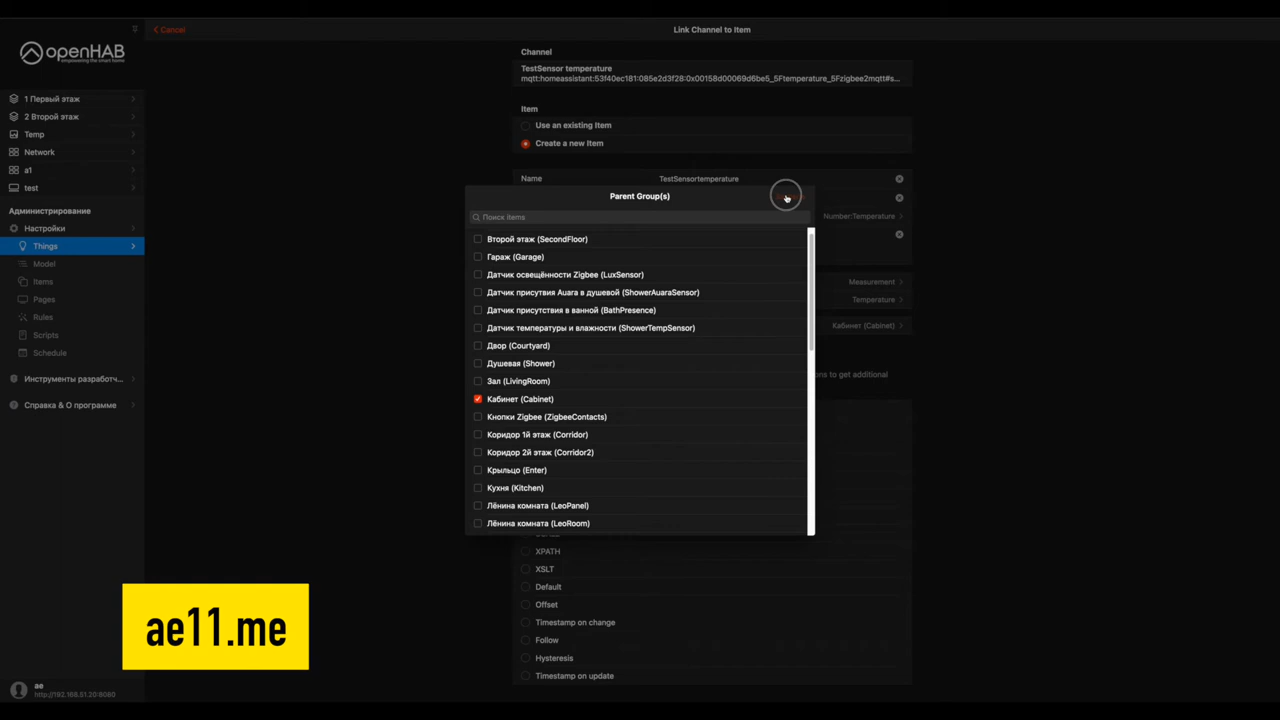 openHAB
empowering the smart home
1 Первый этаж
2 Второй этаж
Temp
Network
a1
test
Администрирование
Настройки
Things
Model
Items
Pages
Rules
Scripts
Schedule
Инструменты разработч...
Справка & О программе
ae
http://192.168.51.20:8080
Cancel
Link Channel to Item
Channel
TestSensor temperature
mqtt:homeassistant:53f40ec181:085e2d3f28:0x00158d00069d6be5_5Ftemperature_5Fzigbee2mqtt#s...
Item
Use an existing Item
Create a new Item
Name TestSensortemperature
Number:Temperature
Measurement
Temperature
Кабинет (Cabinet)
ons to get additional
Parent Group(s)
Поиск items
Второй этаж (SecondFloor)
Гараж (Garage)
Датчик освещённости Zigbee (LuxSensor)
Датчик присутвия Auara в душевой (ShowerAuaraSensor)
Датчик присутствия в ванной (BathPresence)
Датчик температуры и влажности (ShowerTempSensor)
Двор (Courtyard)
Душевая (Shower)
Зал (LivingRoom)
Кабинет (Cabinet)
Кнопки Zigbee (ZigbeeContacts)
Коридор 1й этаж (Corridor)
Коридор 2й этаж (Corridor2)
Крыльцо (Enter)
Кухня (Kitchen)
Лёнина комната (LeoPanel)
Лёнина комната (LeoRoom)
XPATH
XSLT
Default
Offset
Timestamp on change
Follow
Hysteresis
Timestamp on update
ae11.me